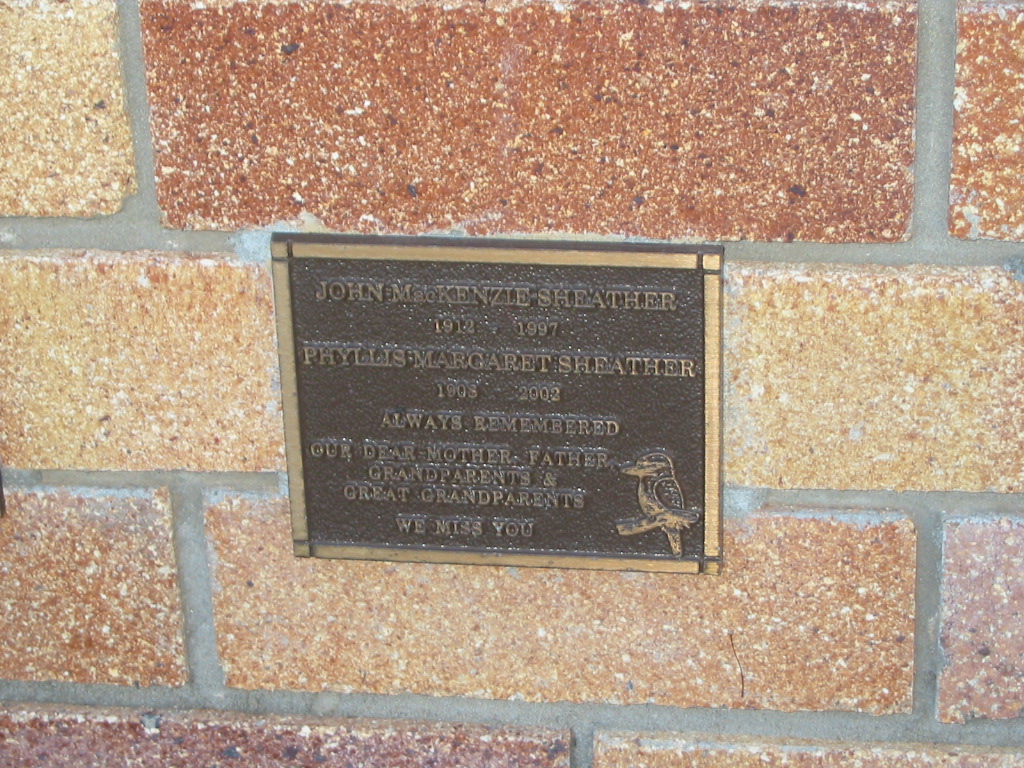 JOHN MacKENZIE SHEATHER
1912 - 1997
PHYLLIS MARGARET SHEATHER
2002
ALWAYS REMEMBERED
OUR DEAR MOTHER, FATHER,
GRANDPARENTS &
GREAT GRANDPARENTS
WE MISS YOU